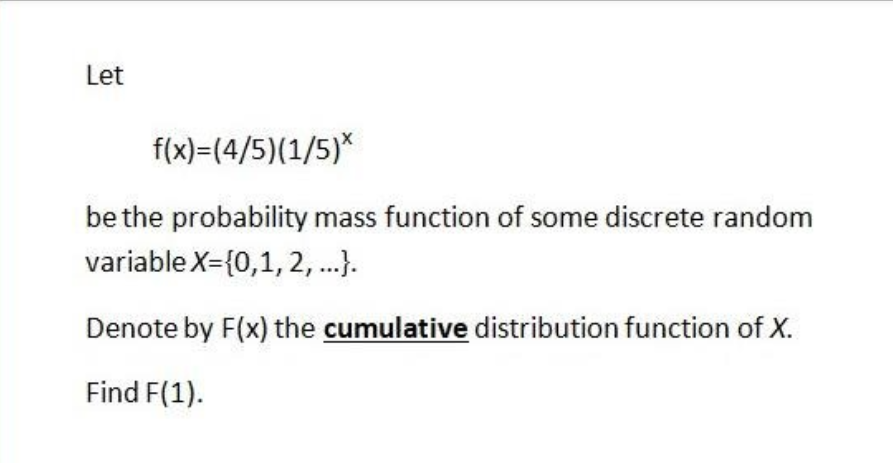 Let
f(x)=(4/5)(1/5)ˣ
be the probability mass function of some discrete random
variable X={0,1, 2, ...}.
Denote by F(x) the cumulative distribution function of X.
Find F(1).